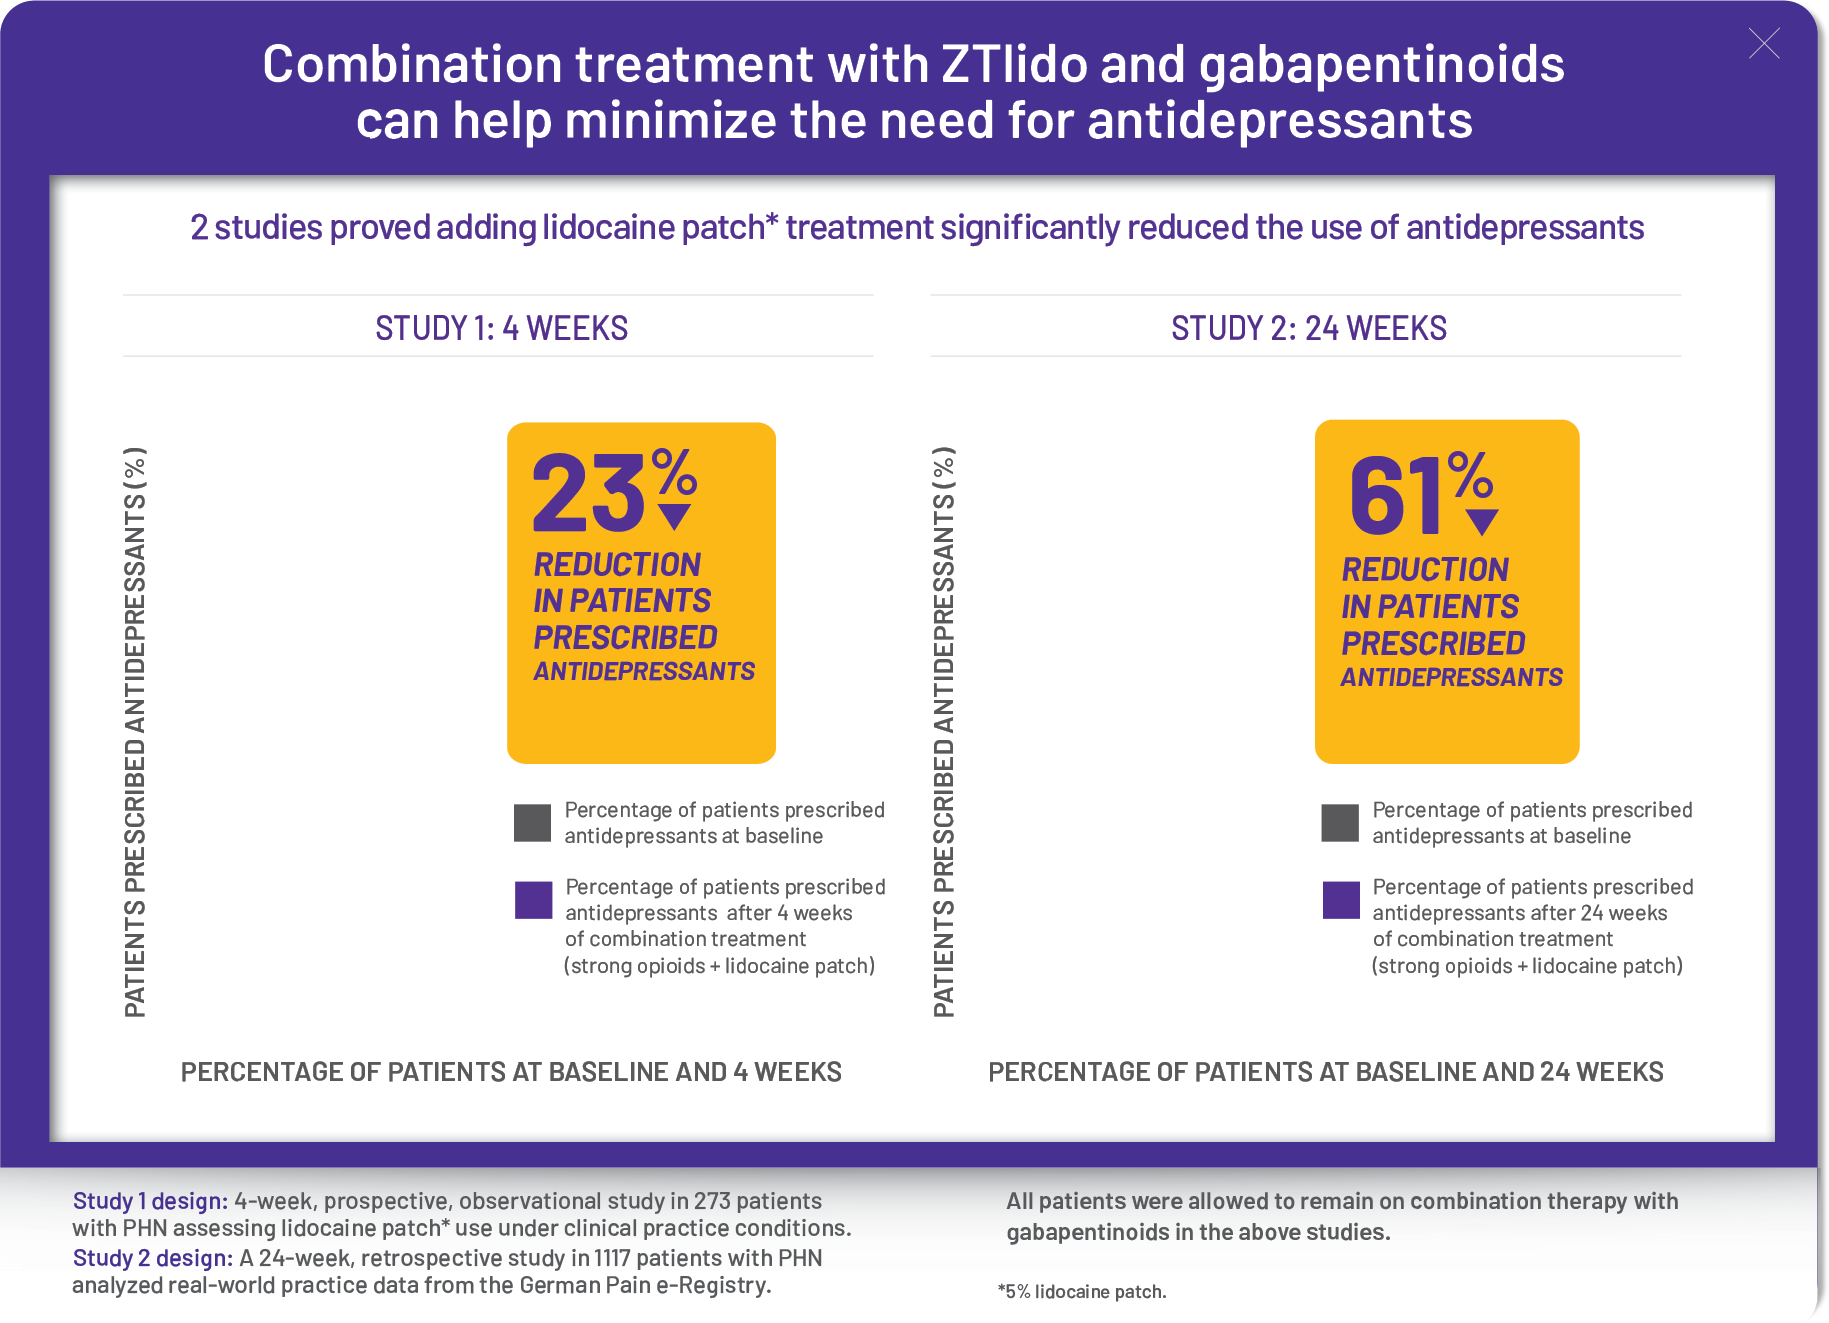 Combination treatment with ZTlido and gabapentinoids
can help minimize the need for antidepressants
2 studies proved adding lidocaine patch* treatment significantly reduced the use of antidepressants
STUDY 1: 4 WEEKS
PATIENTS PRESCRIBED ANTIDEPRESSANTS (%)
23%
REDUCTION
IN PATIENTS
PRESCRIBED
ANTIDEPRESSANTS
Percentage of patients prescribed
antidepressants at baseline
Percentage of patients prescribed
antidepressants after 4 weeks
of combination treatment
(strong opioids + lidocaine patch)
PERCENTAGE OF PATIENTS AT BASELINE AND 4 WEEKS
STUDY 2: 24 WEEKS
PATIENTS PRESCRIBED ANTIDEPRESSANTS (%)
61%
REDUCTION
IN PATIENTS
PRESCRIBED
ANTIDEPRESSANTS
Percentage of patients prescribed
antidepressants at baseline
Percentage of patients prescribed
antidepressants after 24 weeks
of combination treatment
(strong opioids + lidocaine patch)
PERCENTAGE OF PATIENTS AT BASELINE AND 24 WEEKS
Study 1 design: 4-week, prospective, observational study in 273 patients
with PHN assessing lidocaine patch* use under clinical practice conditions.
Study 2 design: A 24-week, retrospective study in 1117 patients with PHN
analyzed real-world practice data from the German Pain e-Registry.
All patients were allowed to remain on combination therapy with
gabapentinoids in the above studies.
*5% lidocaine patch.